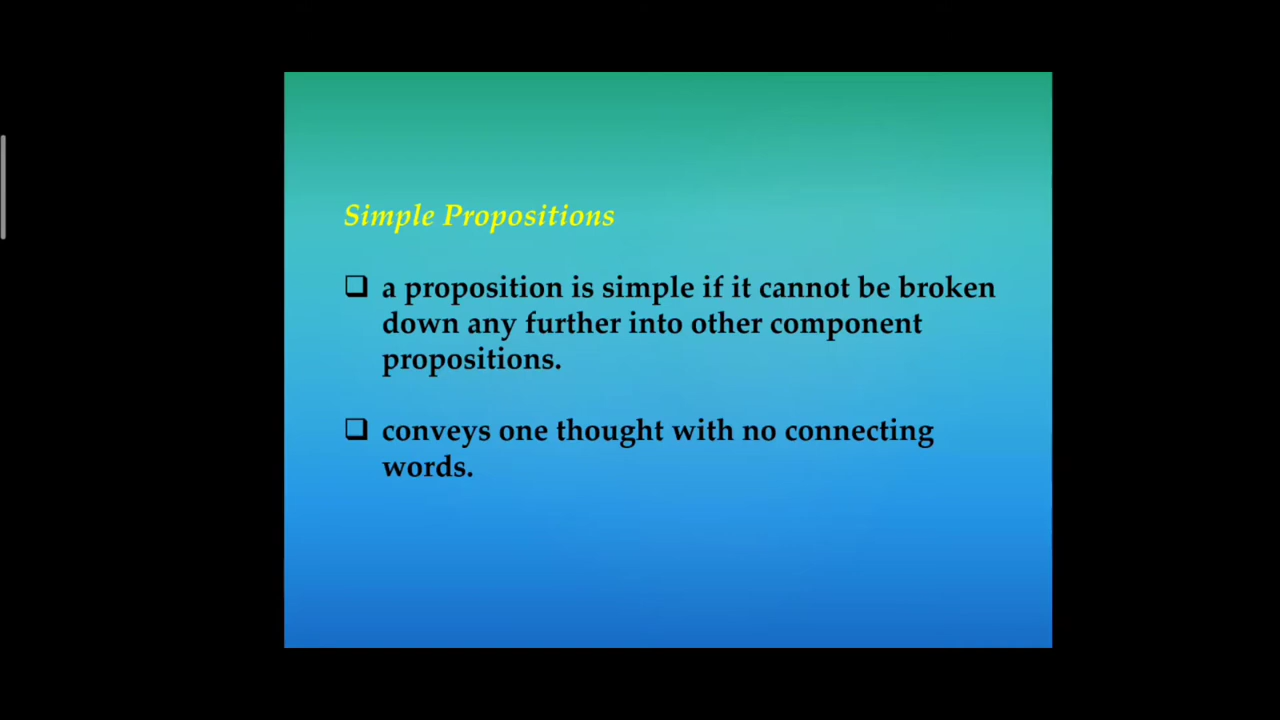 Simple Propositions
❑ a proposition is simple if it cannot be broken
down any further into other component
propositions.
❑ conveys one thought with no connecting
words.